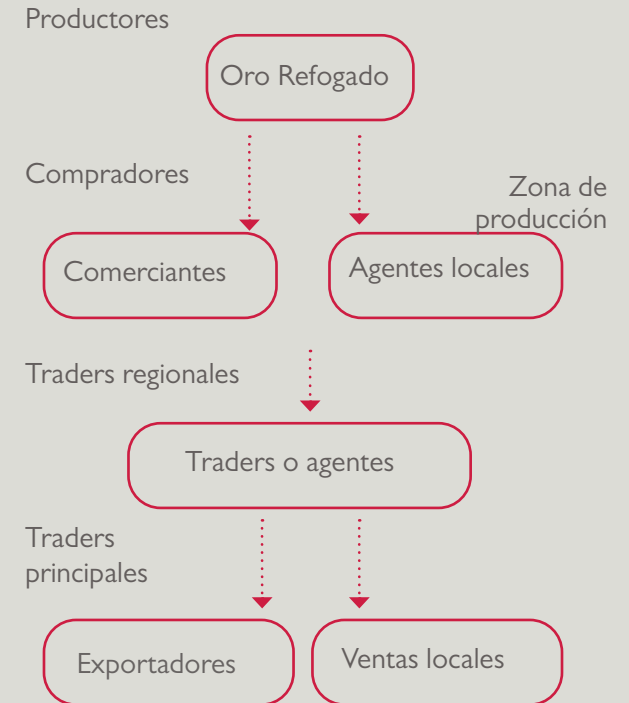 Productores
Oro Refogado
Compradores
Zona de
producción
Comerciantes
Agentes locales
Traders regionales
Traders o agentes
Traders
principales
Exportadores
Ventas locales